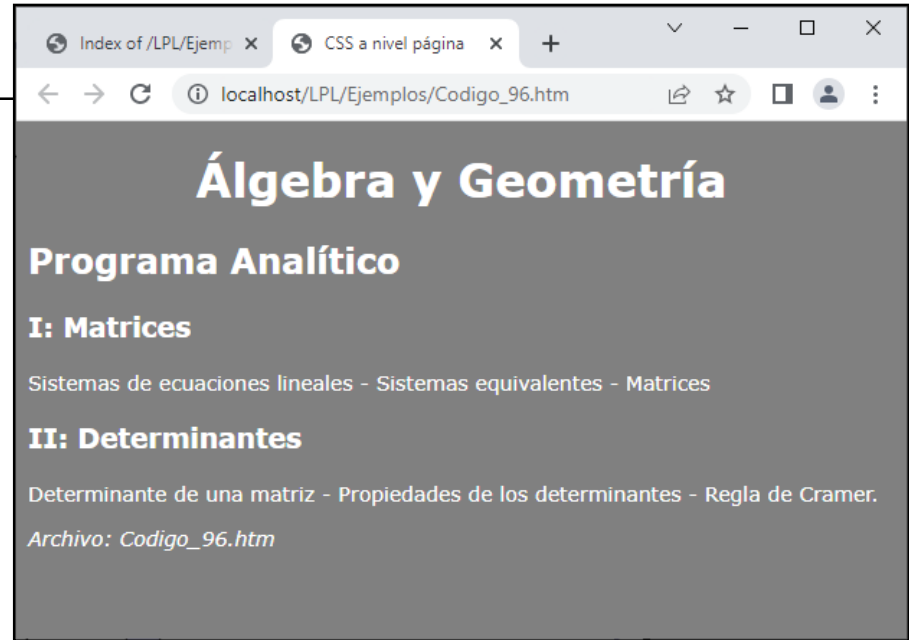 Index of /LPL/Ejemp
CSS a nivel página
localhost/LPL/Ejemplos/Codigo_96.htm
Álgebra y Geometría
Programa Analítico
I: Matrices
Sistemas de ecuaciones lineales - Sistemas equivalentes - Matrices
II: Determinantes
Determinante de una matriz - Propiedades de los determinantes - Regla de Cramer.
Archivo: Codigo_96.htm